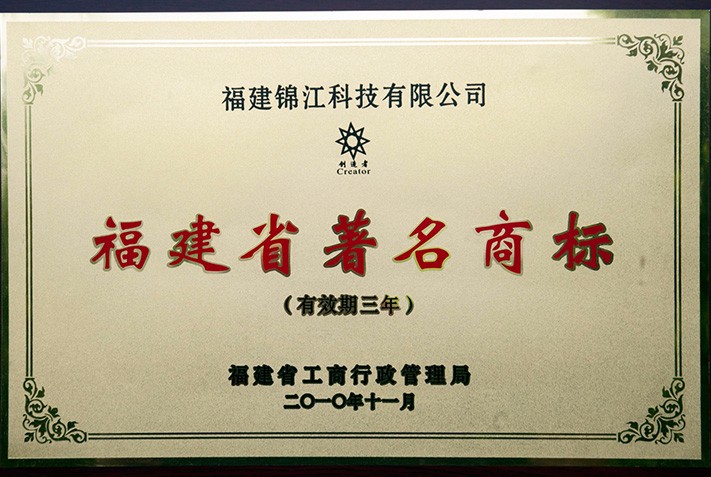 福建锦江科技有限公司
创造者
Creator
福建省著名商标
（有效期三年）
福建省工商行政管理局
二〇一〇年十一月